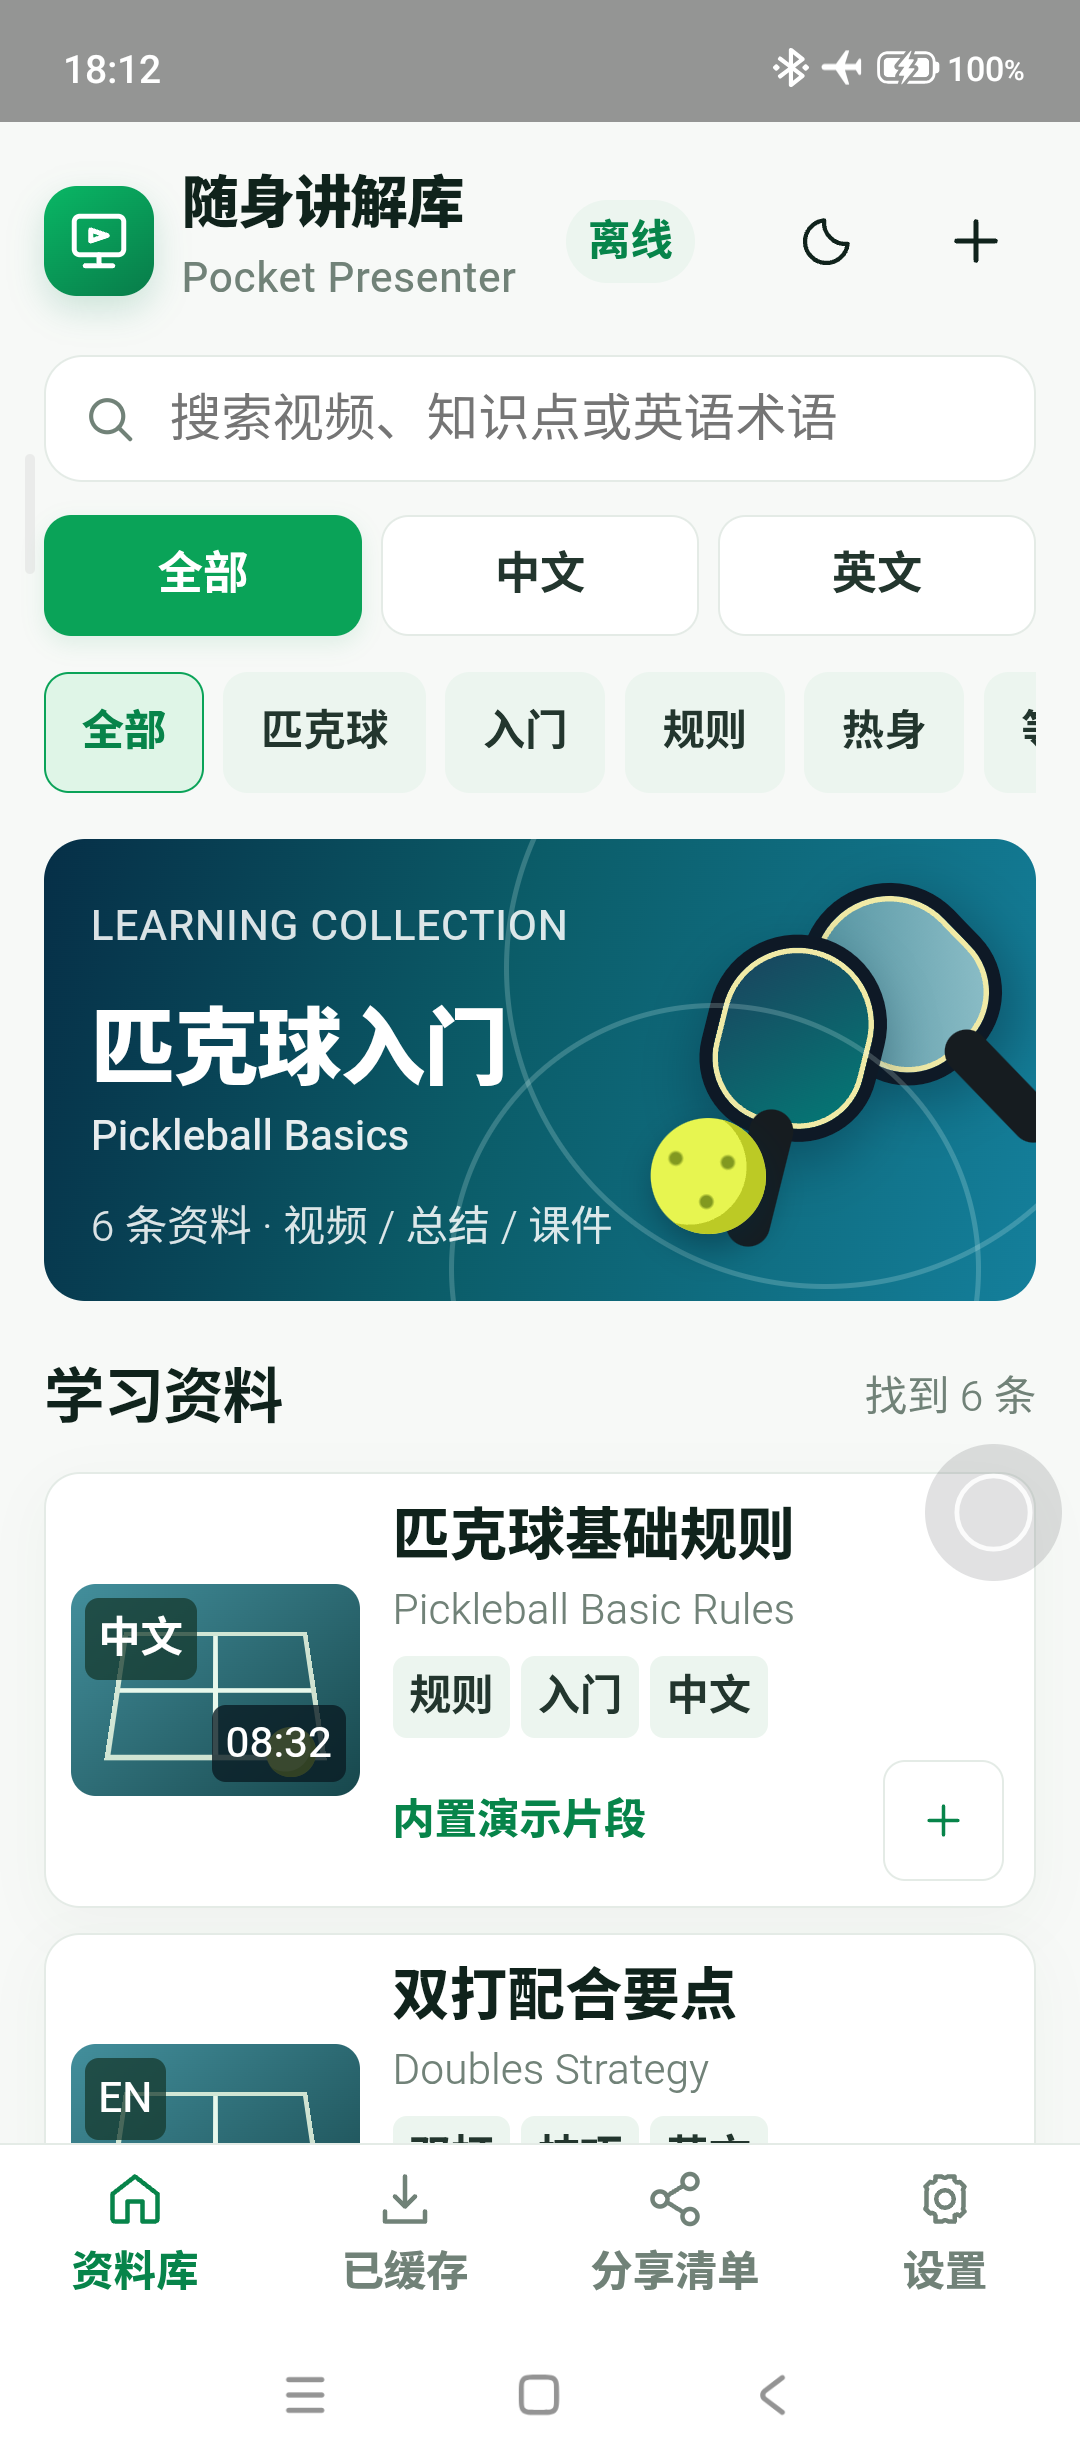 18:12
100%
随身讲解库
Pocket Presenter
离线
搜索视频、知识点或英语术语
全部
中文
英文
全部
匹克球
入门
规则
热身
LEARNING COLLECTION
匹克球入门
Pickleball Basics
6 条资料 · 视频 / 总结 / 课件
学习资料
找到 6 条
中文
08:32
匹克球基础规则
Pickleball Basic Rules
规则
入门
中文
内置演示片段
EN
双打配合要点
Doubles Strategy
资料库
已缓存
分享清单
设置